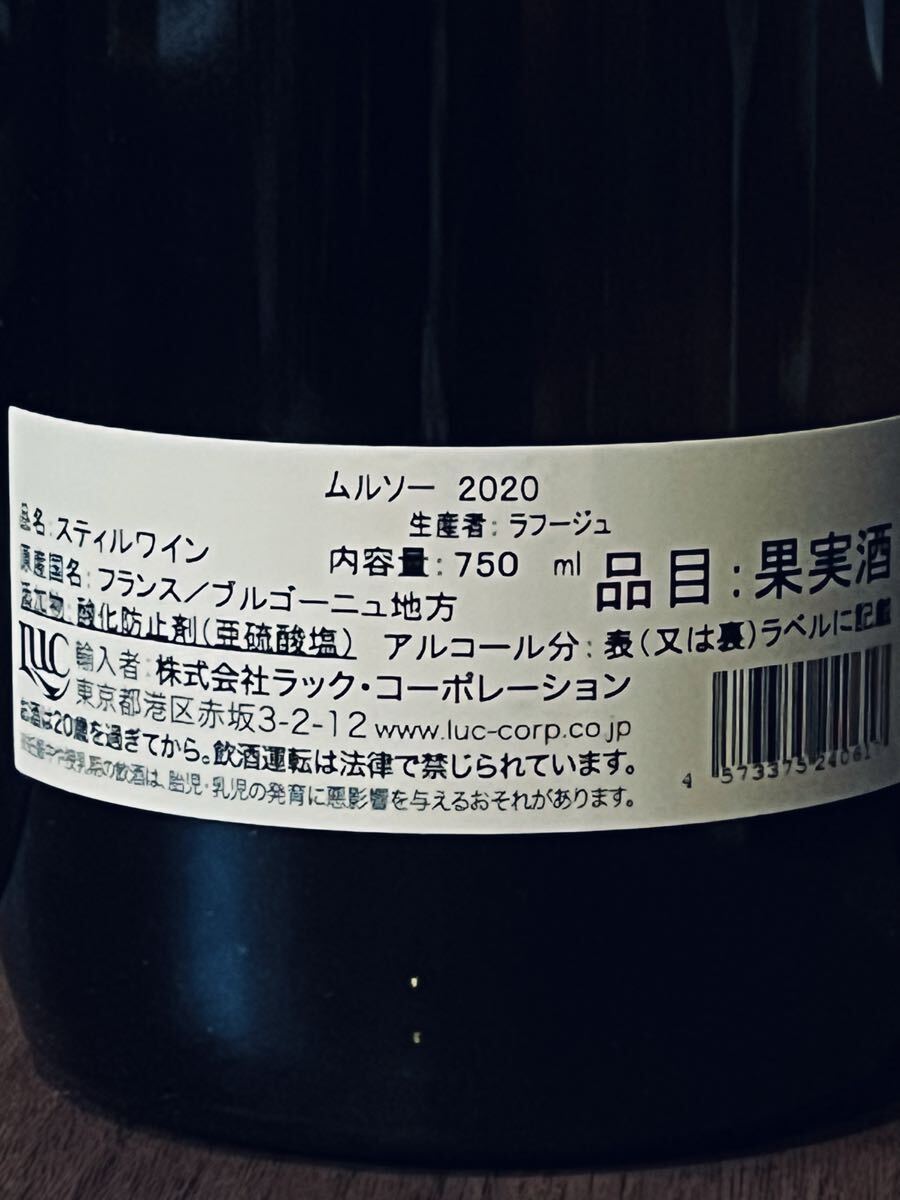 ムルソー 2020
生産者: ラフージュ
品名: スティルワイン
内容量: 750 ml
原産国名: フランス／ブルゴーニュ地方
品目: 果実酒
添加物: 酸化防止剤(亜硫酸塩)
アルコール分: 表(又は裏)ラベルに記載
LUC
輸入者: 株式会社ラック・コーポレーション
東京都港区赤坂3-2-12 www.luc-corp.co.jp
お酒は20歳を過ぎてから。飲酒運転は法律で禁じられています。
妊娠中や授乳期の飲酒は、胎児・乳児の発育に悪影響を与えるおそれがあります。
4 573375 24061